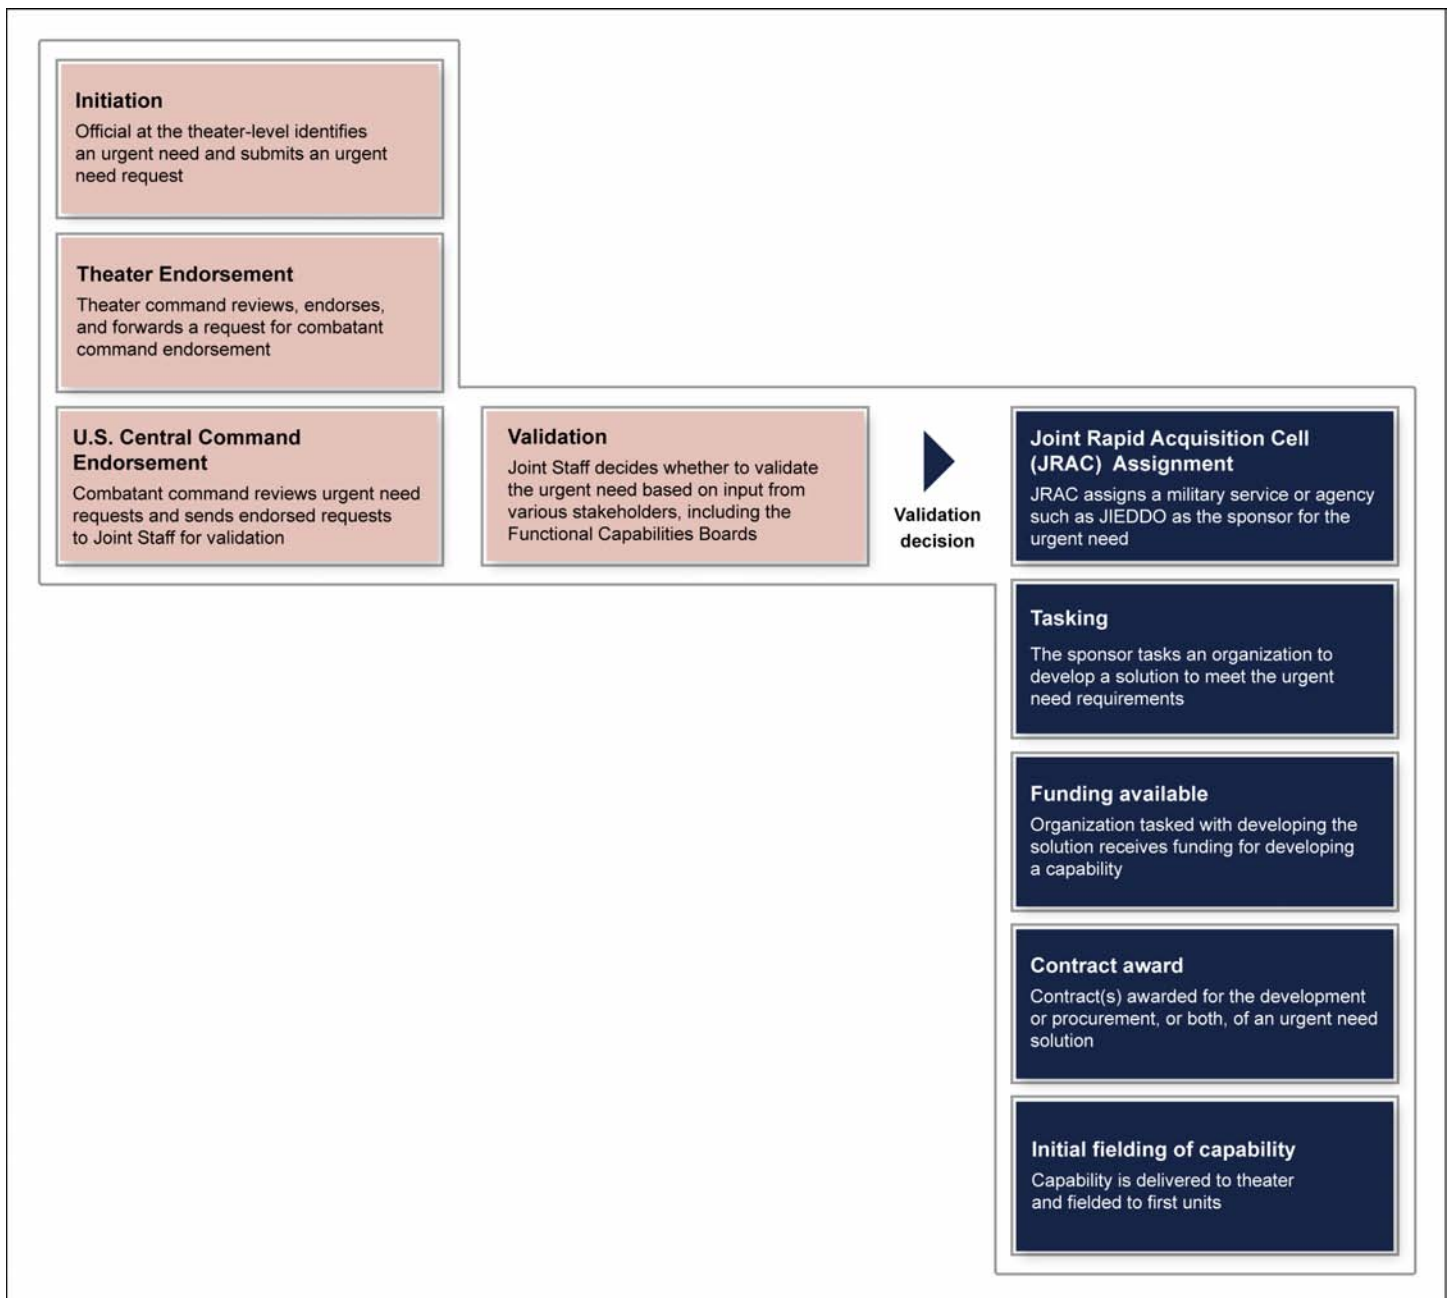 Initiation
Official at the theater-level identifies
an urgent need and submits an urgent
need request
Theater Endorsement
Theater command reviews, endorses,
and forwards a request for combatant
command endorsement
U.S. Central Command
Endorsement
Combatant command reviews urgent need
requests and sends endorsed requests
to Joint Staff for validation
Validation
Joint Staff decides whether to validate
the urgent need based on input from
various stakeholders, including the
Functional Capabilities Boards
Validation
decision
Joint Rapid Acquisition Cell
(JRAC) Assignment
JRAC assigns a military service or agency
such as JIEDDO as the sponsor for the
urgent need
Tasking
The sponsor tasks an organization to
develop a solution to meet the urgent
need requirements
Funding available
Organization tasked with developing the
solution receives funding for developing
a capability
Contract award
Contract(s) awarded for the development
or procurement, or both, of an urgent need
solution
Initial fielding of capability
Capability is delivered to theater
and fielded to first units